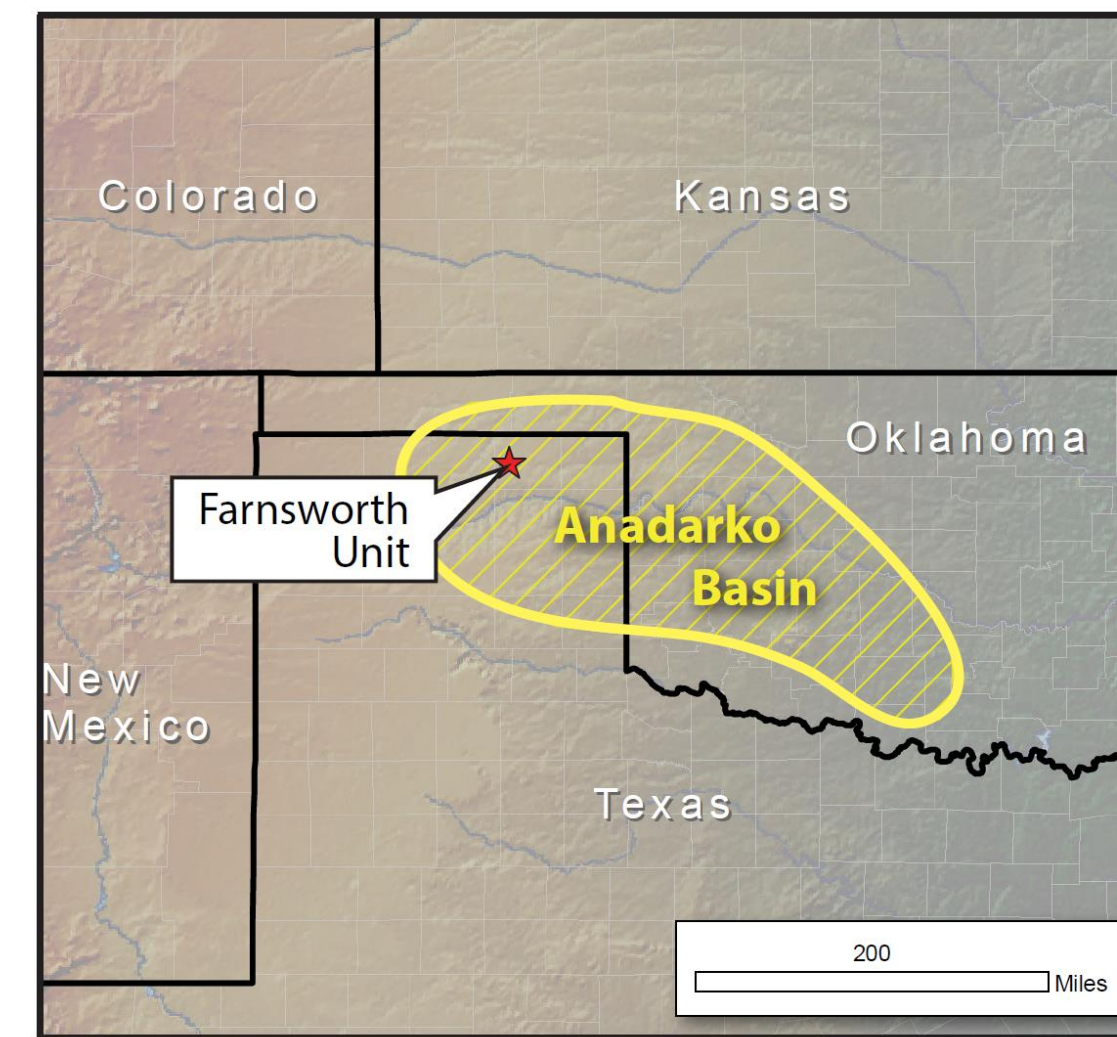 Colorado
Kansas
Oklahoma
Farnsworth
Unit
Anadarko
Basin
New
Mexico
Texas
200
Miles